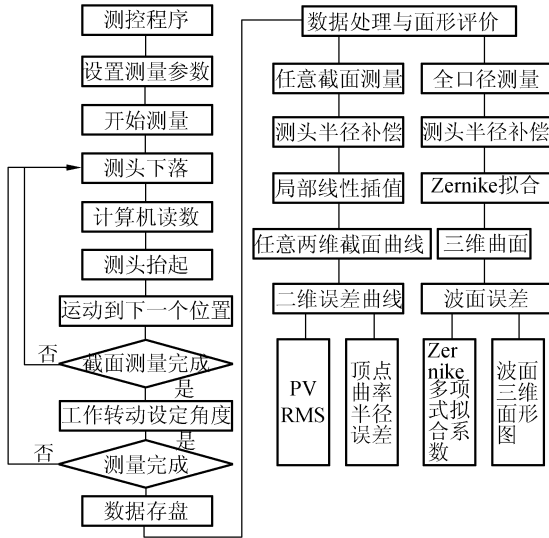 测控程序
设置测量参数
开始测量
测头下落
计算机读数
测头抬起
运动到下一个位置
否
截面测量完成
是
工作转动设定角度
是
否
测量完成
数据存盘
数据处理与面形评价
任意截面测量
测头半径补偿
局部线性插值
任意两维截面曲线
二维误差曲线
PV
RMS
顶点
曲率
半径
误差
全口径测量
测头半径补偿
Zernike拟合
三维曲面
波面误差
Zer
nike
多项
式拟
合系
数
波面
三维
面形
图